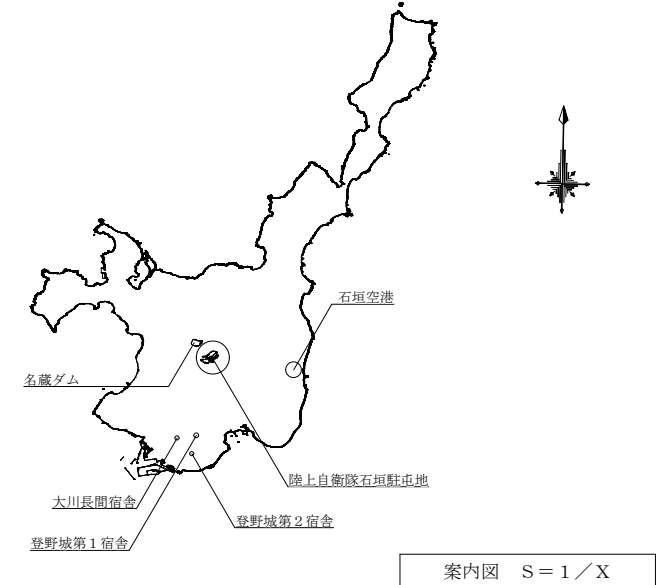 石垣空港
名蔵ダム
陸上自衛隊石垣駐屯地
大川長間宿舎
登野城第２宿舎
登野城第１宿舎
案内図　Ｓ＝１／Ｘ